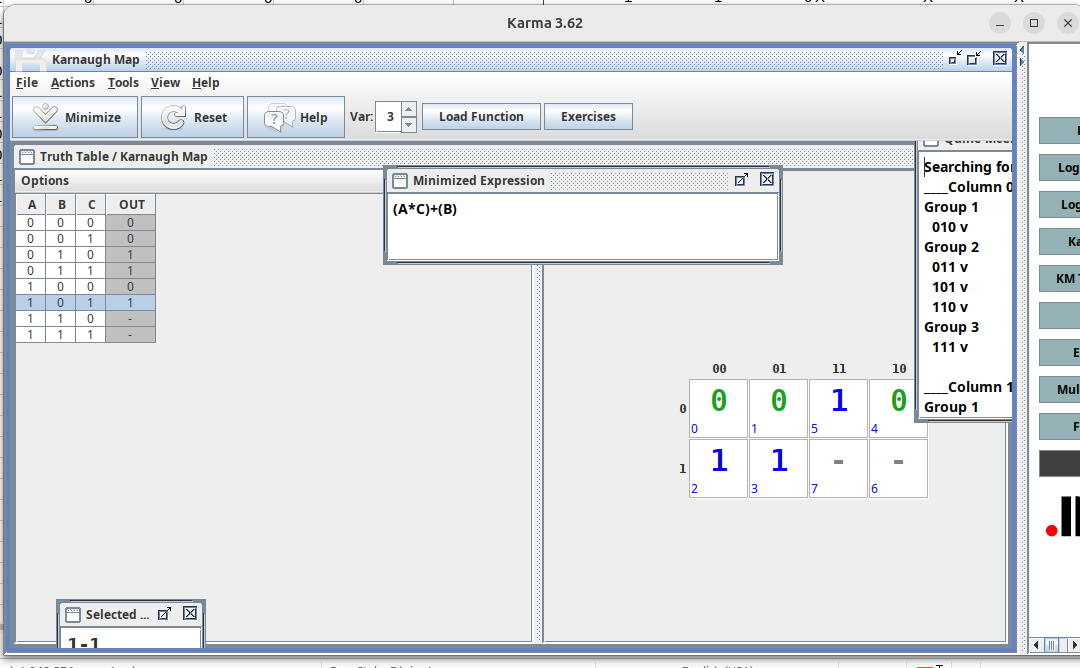 Karma 3.62
Karnaugh Map
File Actions Tools View Help
Minimize Reset Help Var: 3 Load Function Exercises
Truth Table / Karnaugh Map
Options
A B C OUT
0 0 0 0
0 0 1 0
0 1 0 1
0 1 1 1
1 0 0 0
1 0 1 1
1 1 0 -
1 1 1 -
Minimized Expression
(A*C)+(B)
00 01 11 10
0 0 0 1 0
0 1 5 4
1 1 1 - -
2 3 7 6
Searching for
____Column 0
Group 1
010 v
Group 2
011 v
101 v
110 v
Group 3
111 v
____Column 1
Group 1
Selected ...
1-1
Log
Log
Ka
KM
E
Mul
F